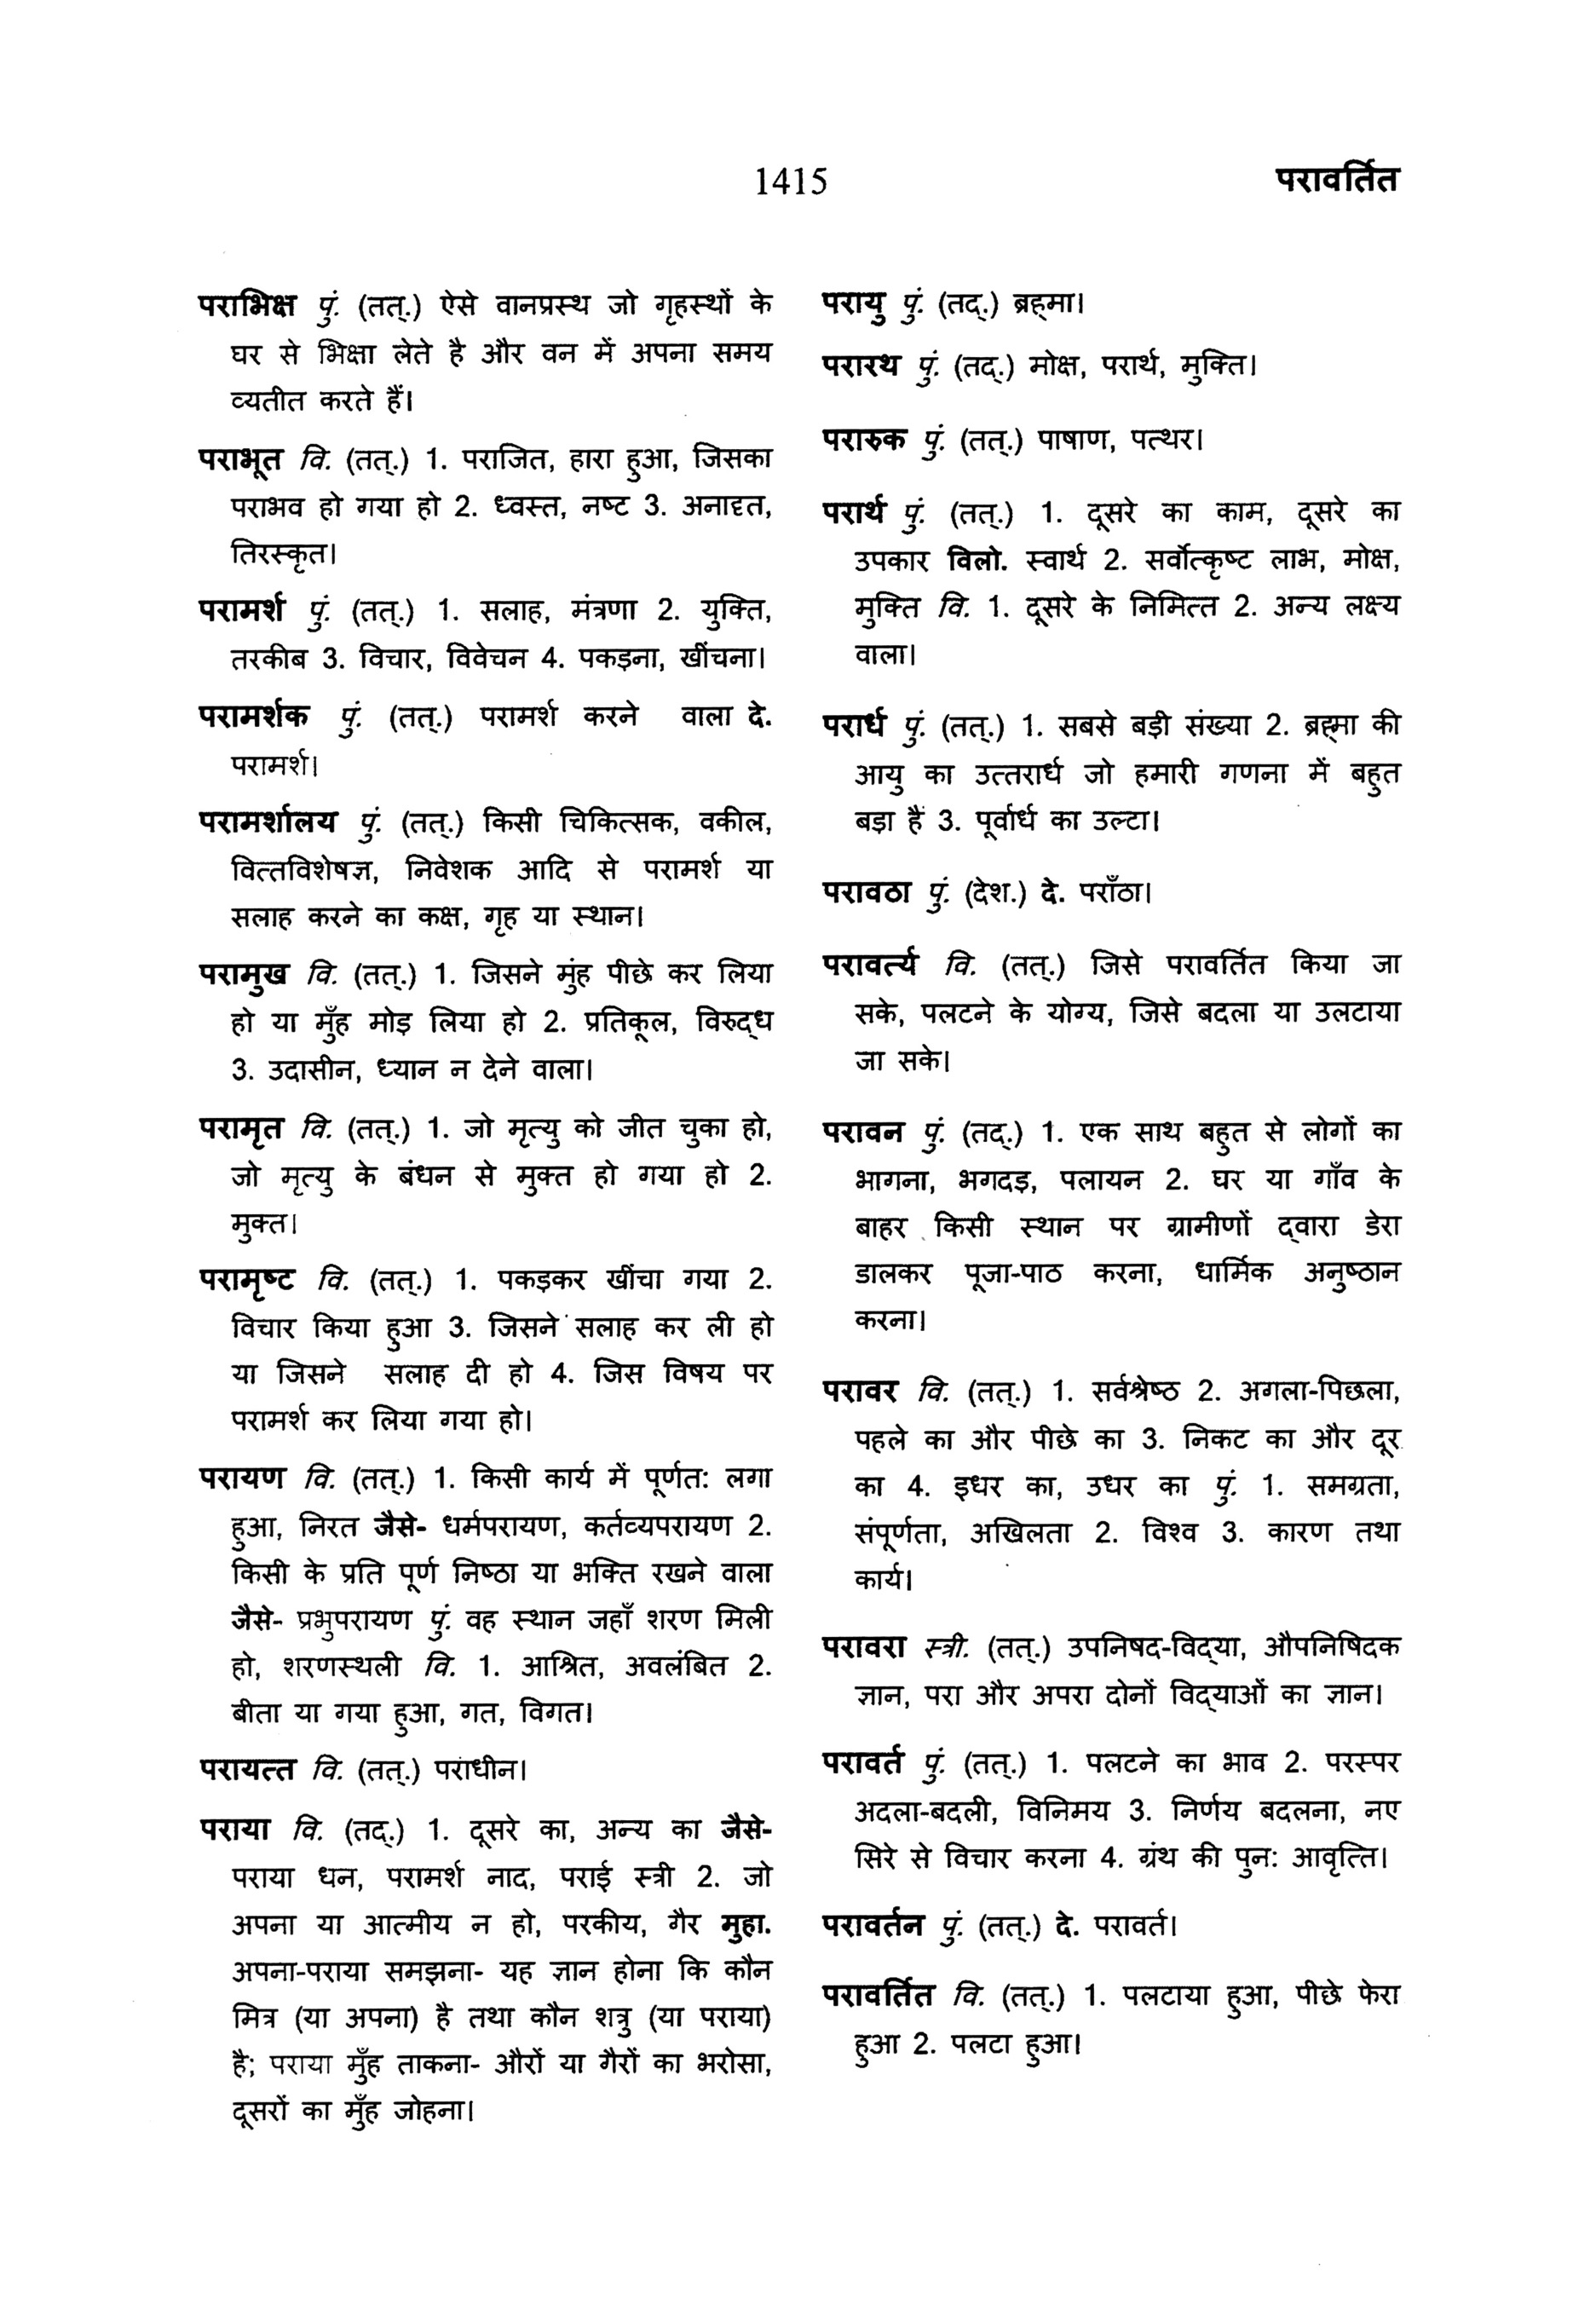 1415
परावर्तित
पराभिक्ष पुं. (तत्.) ऐसे वानप्रस्थ जो गृहस्थों के
घर से भिक्षा लेते है और वन में अपना समय
व्यतीत करते हैं।
पराभूत वि. (तत्.) 1. पराजित, हारा हुआ, जिसका
पराभव हो गया हो 2. ध्वस्त, नष्ट 3. अनादृत,
तिरस्कृत।
परामर्श पुं. (तत्.) 1. सलाह, मंत्रणा 2. युक्ति,
तरकीब 3. विचार, विवेचन 4. पकड़ना, खींचना।
परामर्शक पुं. (तत्.) परामर्श करने वाला दे.
परामर्श।
परामर्शालय पुं. (तत्.) किसी चिकित्सक, वकील,
वित्तविशेषज्ञ, निवेशक आदि से परामर्श या
सलाह करने का कक्ष, गृह या स्थान।
परामुख वि. (तत्.) 1. जिसने मुंह पीछे कर लिया
हो या मुँह मोड़ लिया हो 2. प्रतिकूल, विरुद्ध
3. उदासीन, ध्यान न देने वाला।
परामृत वि. (तत्.) 1. जो मृत्यु को जीत चुका हो,
जो मृत्यु के बंधन से मुक्त हो गया हो 2.
मुक्त।
परामृष्ट वि. (तत्.) 1. पकड़कर खींचा गया 2.
विचार किया हुआ 3. जिसने सलाह कर ली हो
या जिसने सलाह दी हो 4. जिस विषय पर
परामर्श कर लिया गया हो।
परायण वि. (तत्.) 1. किसी कार्य में पूर्णत: लगा
हुआ, निरत जैसे- धर्मपरायण, कर्तव्यपरायण 2.
किसी के प्रति पूर्ण निष्ठा या भक्ति रखने वाला
जैसे- प्रभुपरायण पुं. वह स्थान जहाँ शरण मिली
हो, शरणस्थली वि. 1. आश्रित, अवलंबित 2.
बीता या गया हुआ, गत, विगत।
परायत्त वि. (तत्.) पराधीन।
पराया वि. (तद्.) 1. दूसरे का, अन्य का जैसे-
पराया धन, परामर्श नाद, पराई स्त्री 2. जो
अपना या आत्मीय न हो, परकीय, गैर मुहा.
अपना-पराया समझना- यह ज्ञान होना कि कौन
मित्र (या अपना) है तथा कौन शत्रु (या पराया)
है; पराया मुँह ताकना- औरों या गैरों का भरोसा,
दूसरों का मुँह जोहना।
परायु पुं. (तद्.) ब्रह्मा।
परारथ पुं. (तद्.) मोक्ष, परार्थ, मुक्ति।
परारुक पुं. (तत्.) पाषाण, पत्थर।
परार्थ पुं. (तत्.) 1. दूसरे का काम, दूसरे का
उपकार विलो. स्वार्थ 2. सर्वोत्कृष्ट लाभ, मोक्ष,
मुक्ति वि. 1. दूसरे के निमित्त 2. अन्य लक्ष्य
वाला।
परार्ध पुं. (तत्.) 1. सबसे बड़ी संख्या 2. ब्रह्मा की
आयु का उत्तरार्ध जो हमारी गणना में बहुत
बड़ा है 3. पूर्वार्ध का उल्टा।
परावठा पुं. (देश.) दे. पराँठा।
परावर्त्य वि. (तत्.) जिसे परावर्तित किया जा
सके, पलटने के योग्य, जिसे बदला या उलटाया
जा सके।
परावन पुं. (तद्.) 1. एक साथ बहुत से लोगों का
भागना, भगदड़, पलायन 2. घर या गाँव के
बाहर किसी स्थान पर ग्रामीणों द्वारा डेरा
डालकर पूजा-पाठ करना, धार्मिक अनुष्ठान
करना।
परावर वि. (तत्.) 1. सर्वश्रेष्ठ 2. अगला-पिछला,
पहले का और पीछे का 3. निकट का और दूर
का 4. इधर का, उधर का पुं. 1. समग्रता,
संपूर्णता, अखिलता 2. विश्व 3. कारण तथा
कार्य।
परावरा स्त्री. (तत्.) उपनिषद-विद्या, औपनिषिदक
ज्ञान, परा और अपरा दोनों विद्याओं का ज्ञान।
परावर्त पुं. (तत्.) 1. पलटने का भाव 2. परस्पर
अदला-बदली, विनिमय 3. निर्णय बदलना, नए
सिरे से विचार करना 4. ग्रंथ की पुन: आवृत्ति।
परावर्तन पुं. (तत्.) दे. परावर्त।
परावर्तित वि. (तत्.) 1. पलटाया हुआ, पीछे फेरा
हुआ 2. पलटा हुआ।